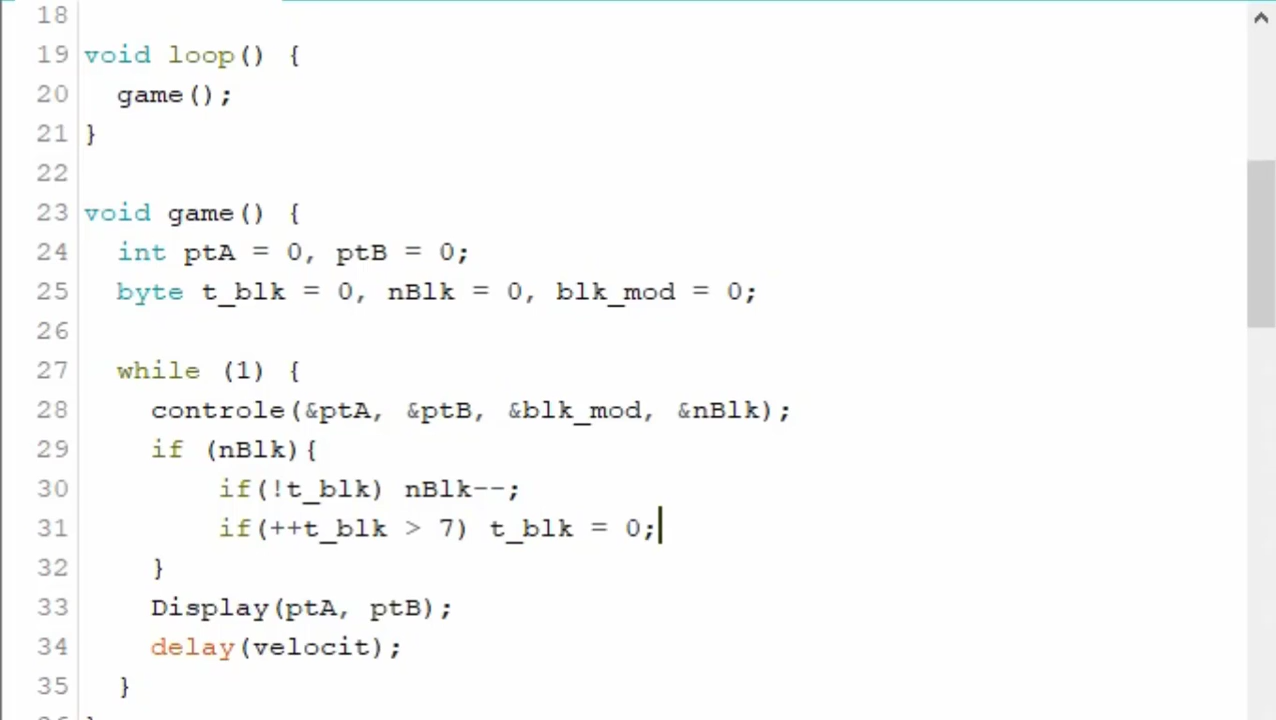 18
19 void loop() {
20 game();
21 }
22
23 void game() {
24 int ptA = 0, ptB = 0;
25 byte t_blk = 0, nBlk = 0, blk_mod = 0;
26
27 while (1) {
28 controle(&ptA, &ptB, &blk_mod, &nBlk);
29 if (nBlk){
30 if(!t_blk) nBlk--;
31 if(++t_blk > 7) t_blk = 0;
32 }
33 Display(ptA, ptB);
34 delay(velocit);
35 }